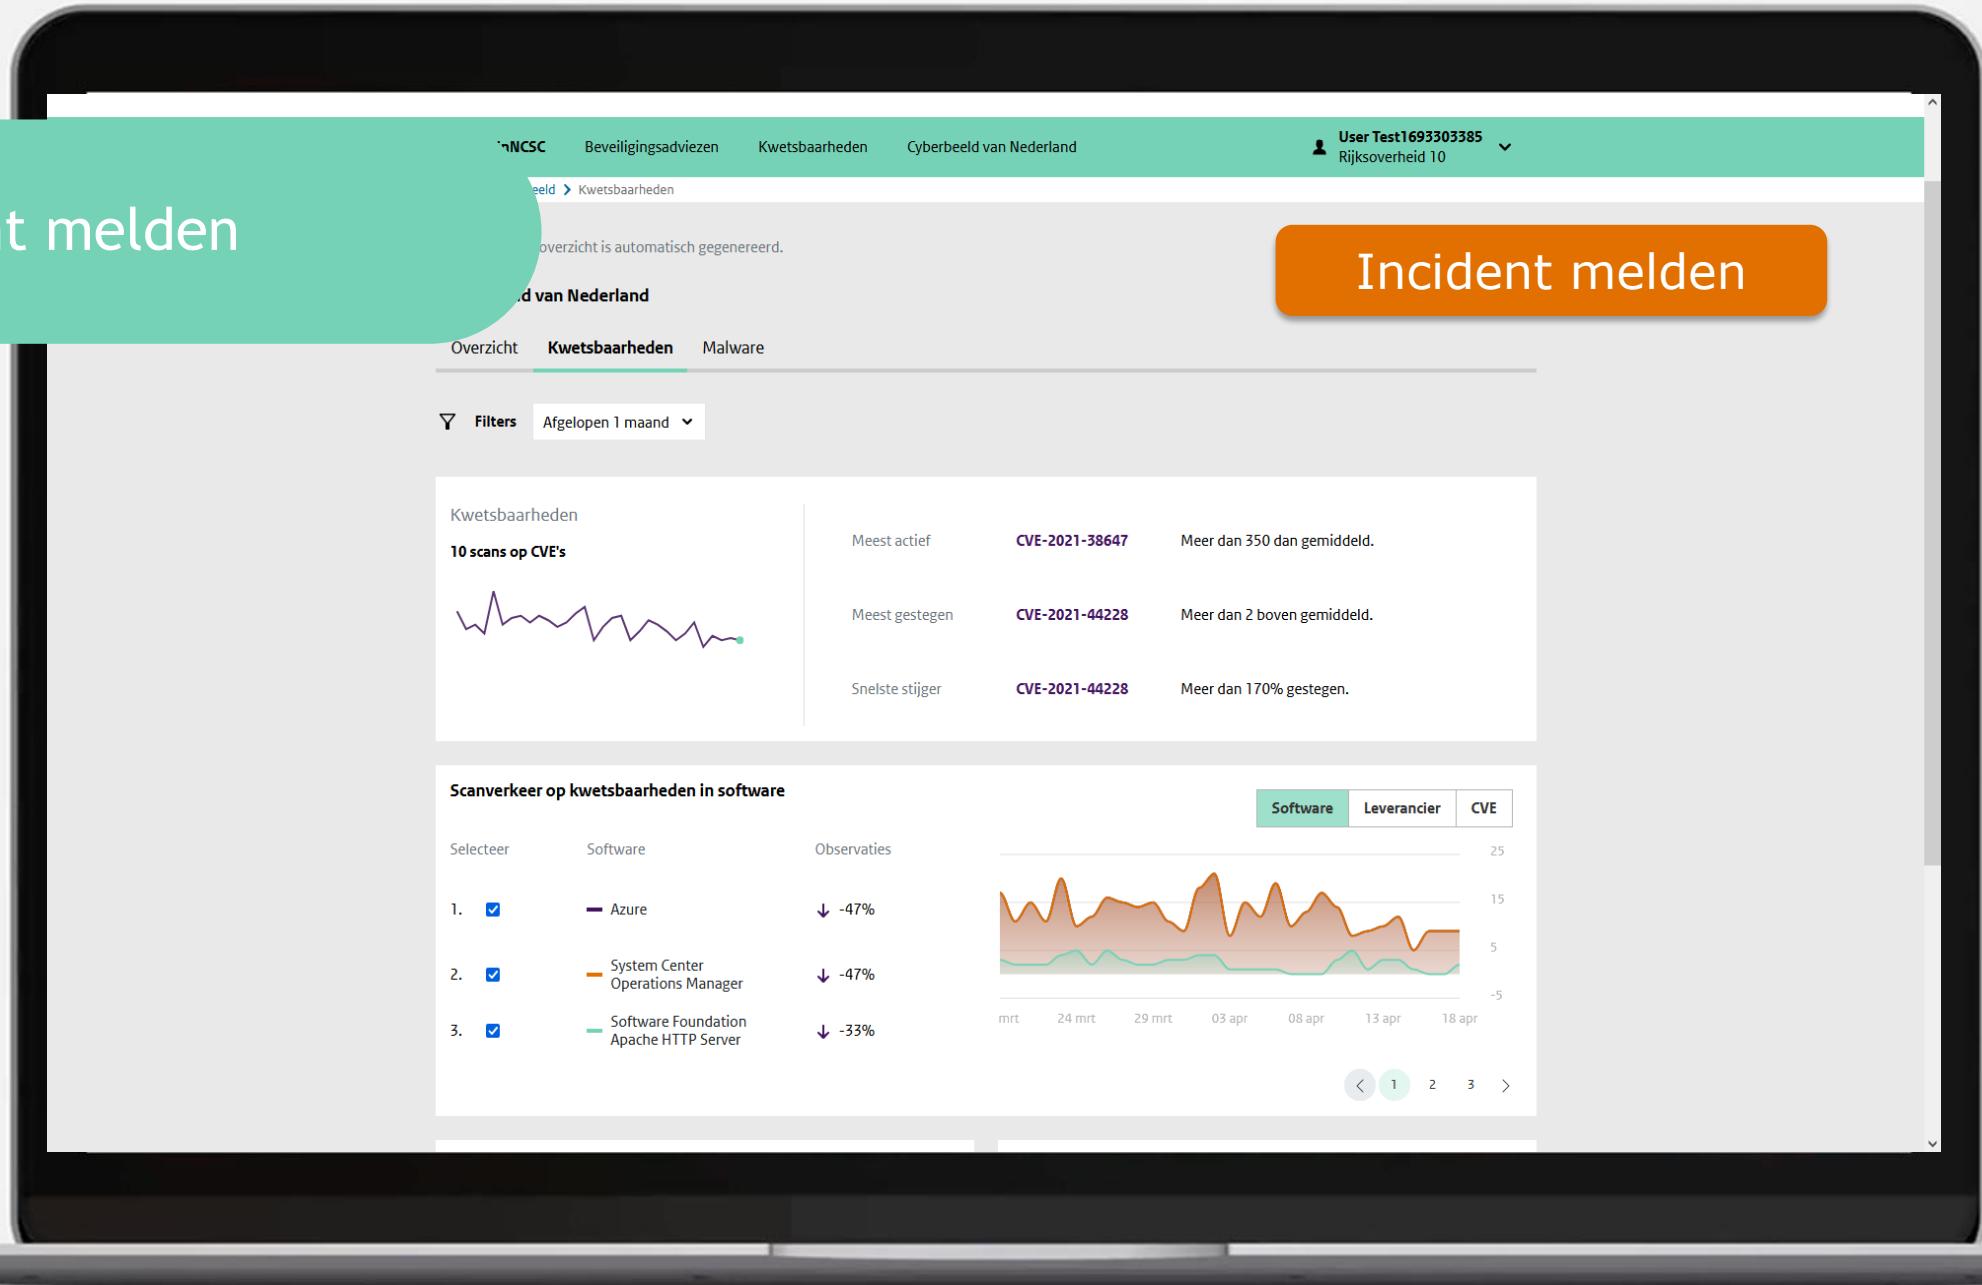 nNCSC Beveiligingsadviezen Kwetsbaarheden Cyberbeeld van Nederland
User Test1693303385
Rijksoverheid 10
eeld > Kwetsbaarheden
t melden
overzicht is automatisch gegenereerd.
Incident melden
d van Nederland
Overzicht Kwetsbaarheden Malware
Filters Afgelopen 1 maand
Kwetsbaarheden
10 scans op CVE's
Meest actief CVE-2021-38647 Meer dan 350 dan gemiddeld.
Meest gestegen CVE-2021-44228 Meer dan 2 boven gemiddeld.
Snelste stijger CVE-2021-44228 Meer dan 170% gestegen.
Scanverkeer op kwetsbaarheden in software
Software Leverancier CVE
Selecteer Software Observaties
1. Azure -47%
2. System Center
Operations Manager -47%
3. Software Foundation
Apache HTTP Server -33%
25
15
5
-5
mrt 24 mrt 29 mrt 03 apr 08 apr 13 apr 18 apr
1 2 3